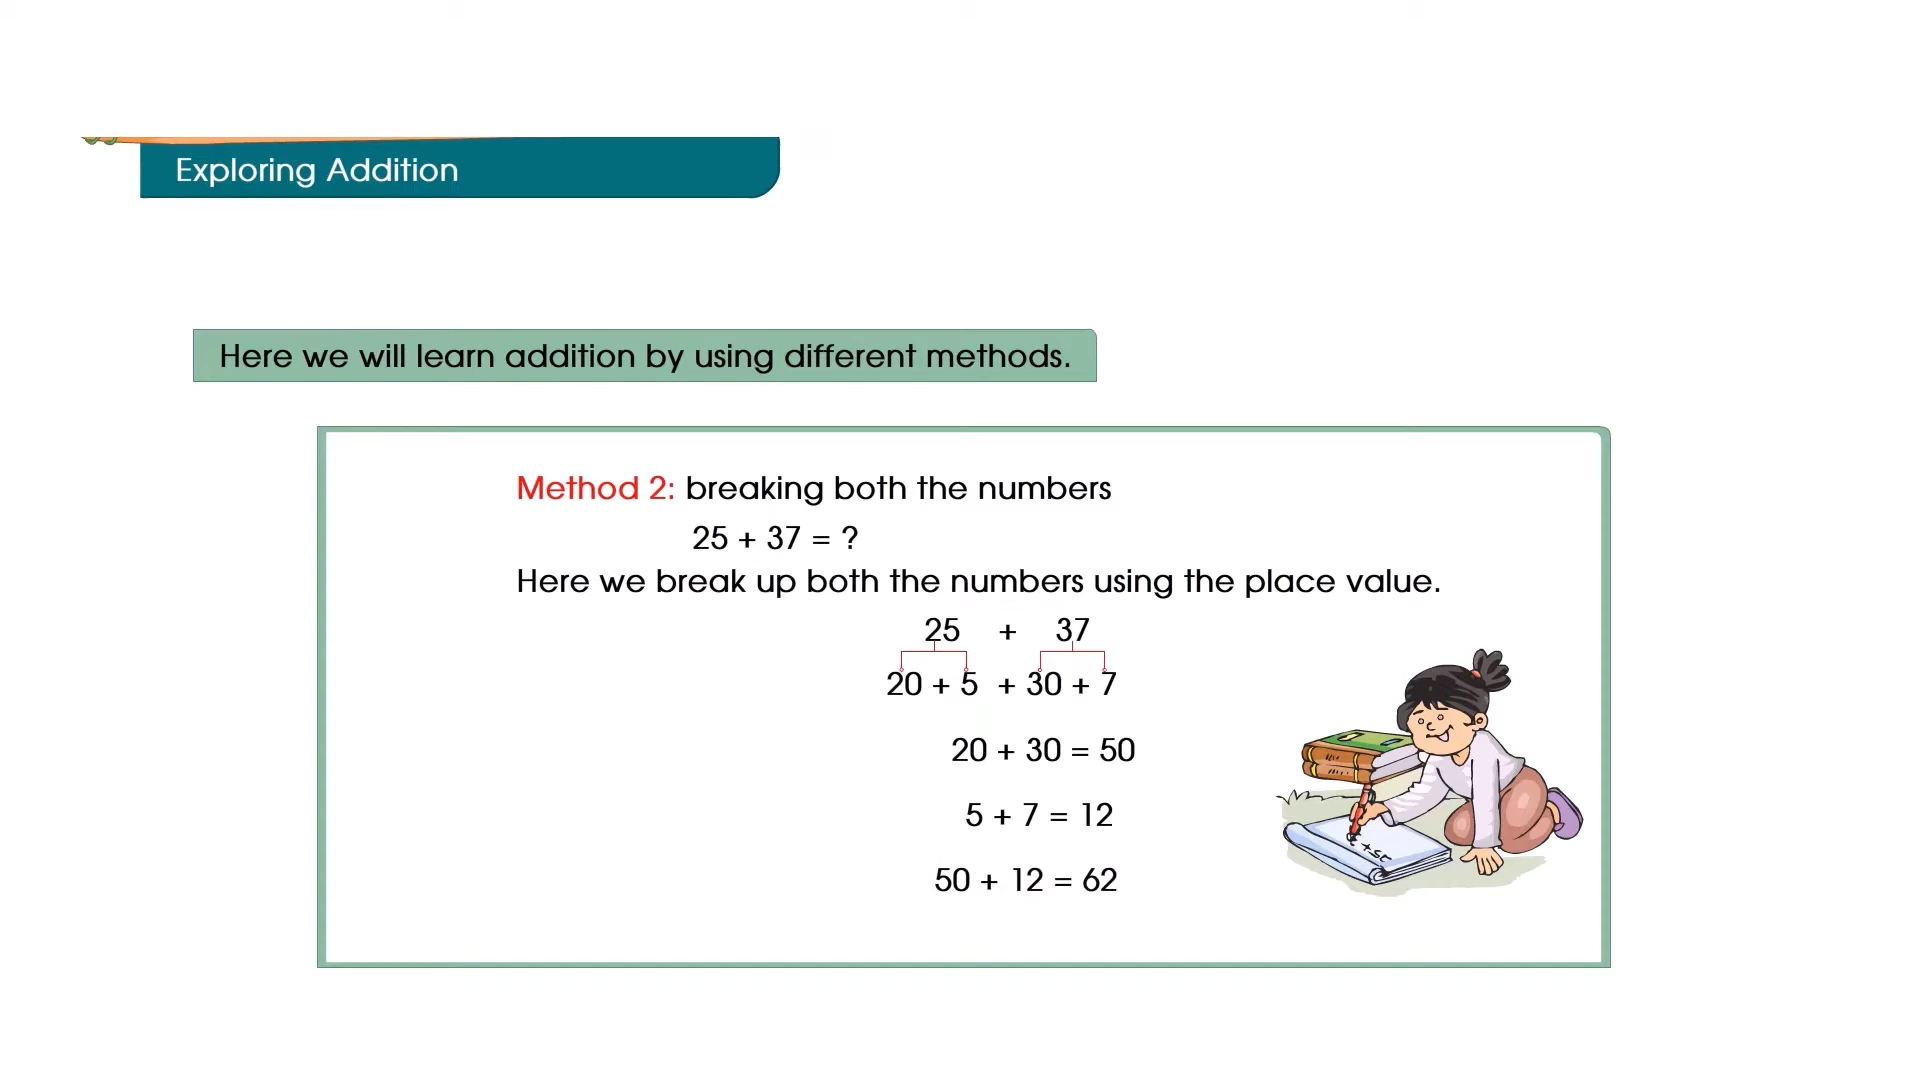 Exploring Addition
Here we will learn addition by using different methods.
Method 2: breaking both the numbers
25 + 37 = ?
Here we break up both the numbers using the place value.
25 + 37
20 + 5 + 30 + 7
20 + 30 = 50
5 + 7 = 12
50 + 12 = 62